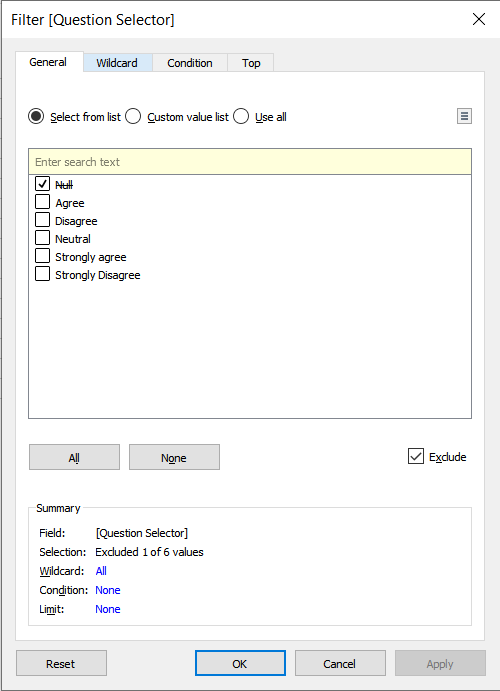 Filter [Question Selector]
General Wildcard Condition Top
Select from list Custom value list Use all
Enter search text
Null
Agree
Disagree
Neutral
Strongly agree
Strongly Disagree
All None Exclude
Summary
Field: [Question Selector]
Selection: Excluded 1 of 6 values
Wildcard: All
Condition: None
Limit: None
Reset OK Cancel Apply